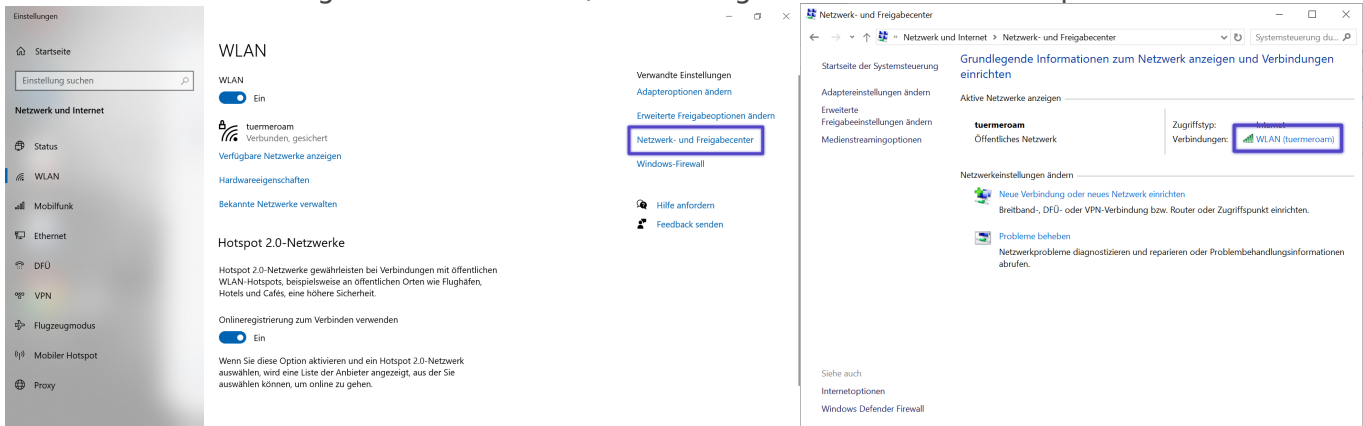 Einstellungen
Startseite
Einstellung suchen
Netzwerk und Internet
Status
WLAN
Mobilfunk
Ethernet
DFÜ
VPN
Flugzeugmodus
Mobiler Hotspot
Proxy
WLAN
WLAN
Ein
tuermeroam
Verbunden, gesichert
Verfügbare Netzwerke anzeigen
Hardwareeigenschaften
Bekannte Netzwerke verwalten
Hotspot 2.0-Netzwerke
Hotspot 2.0-Netzwerke gewährleisten bei Verbindungen mit öffentlichen
WLAN-Hotspots, beispielsweise an öffentlichen Orten wie Flughäfen,
Hotels und Cafés, eine höhere Sicherheit.
Onlineregistrierung zum Verbinden verwenden
Ein
Wenn Sie diese Option aktivieren und ein Hotspot 2.0-Netzwerk
auswählen, wird eine Liste der Anbieter angezeigt, aus der Sie
auswählen können, um online zu gehen.
Verwandte Einstellungen
Adapteroptionen ändern
Erweiterte Freigabeoptionen ändern
Netzwerk- und Freigabecenter
Windows-Firewall
Hilfe anfordern
Feedback senden
Netzwerk- und Freigabecenter
« Netzwerk und Internet > Netzwerk- und Freigabecenter
Systemsteuerung du...
Startseite der Systemsteuerung
Adaptereinstellungen ändern
Erweiterte
Freigabeeinstellungen ändern
Medienstreamingoptionen
Grundlegende Informationen zum Netzwerk anzeigen und Verbindungen
einrichten
Aktive Netzwerke anzeigen
tuermeroam
Öffentliches Netzwerk
Zugriffstyp: Internet
Verbindungen: WLAN (tuermeroam)
Netzwerkeinstellungen ändern
Neue Verbindung oder neues Netzwerk einrichten
Breitband-, DFÜ- oder VPN-Verbindung bzw. Router oder Zugriffspunkt einrichten.
Probleme beheben
Netzwerkprobleme diagnostizieren und reparieren oder Problembehandlungsinformationen
abrufen.
Siehe auch
Internetoptionen
Windows Defender Firewall